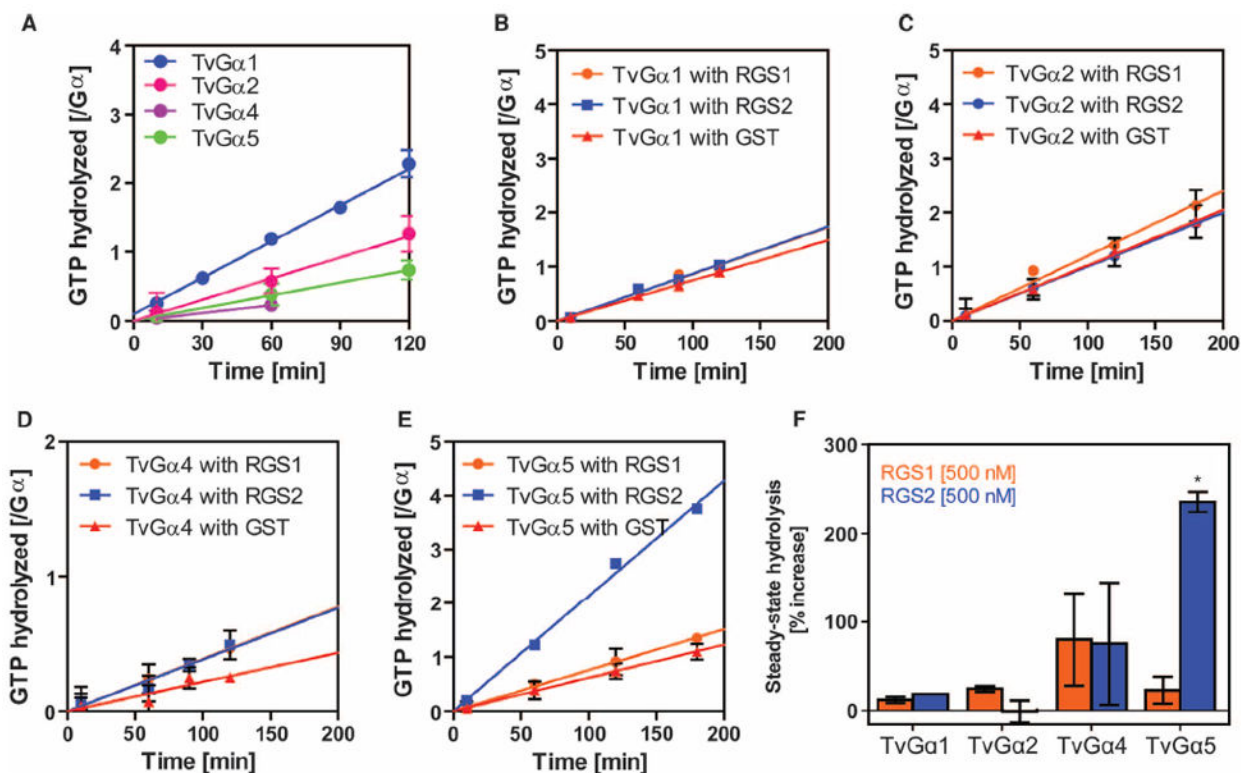 A
GTP hydrolyzed [/Gα]
4
3
2
1
0
TvGα1
TvGα2
TvGα4
TvGα5
0 30 60 90 120
Time [min]
B
GTP hydrolyzed [/Gα]
5
4
3
2
1
0
TvGα1 with RGS1
TvGα1 with RGS2
TvGα1 with GST
0 50 100 150 200
Time [min]
C
GTP hydrolyzed [/Gα]
5
4
3
2
1
0
TvGα2 with RGS1
TvGα2 with RGS2
TvGα2 with GST
0 50 100 150 200
Time [min]
D
GTP hydrolyzed [/Gα]
2
1
0
TvGα4 with RGS1
TvGα4 with RGS2
TvGα4 with GST
0 50 100 150 200
Time [min]
E
GTP hydrolyzed [/Gα]
5
4
3
2
1
0
TvGα5 with RGS1
TvGα5 with RGS2
TvGα5 with GST
0 50 100 150 200
Time [min]
F
Steady-state hydrolysis
[% increase]
300
200
100
0
RGS1 [500 nM]
RGS2 [500 nM]
*
TvGα1 TvGα2 TvGα4 TvGα5